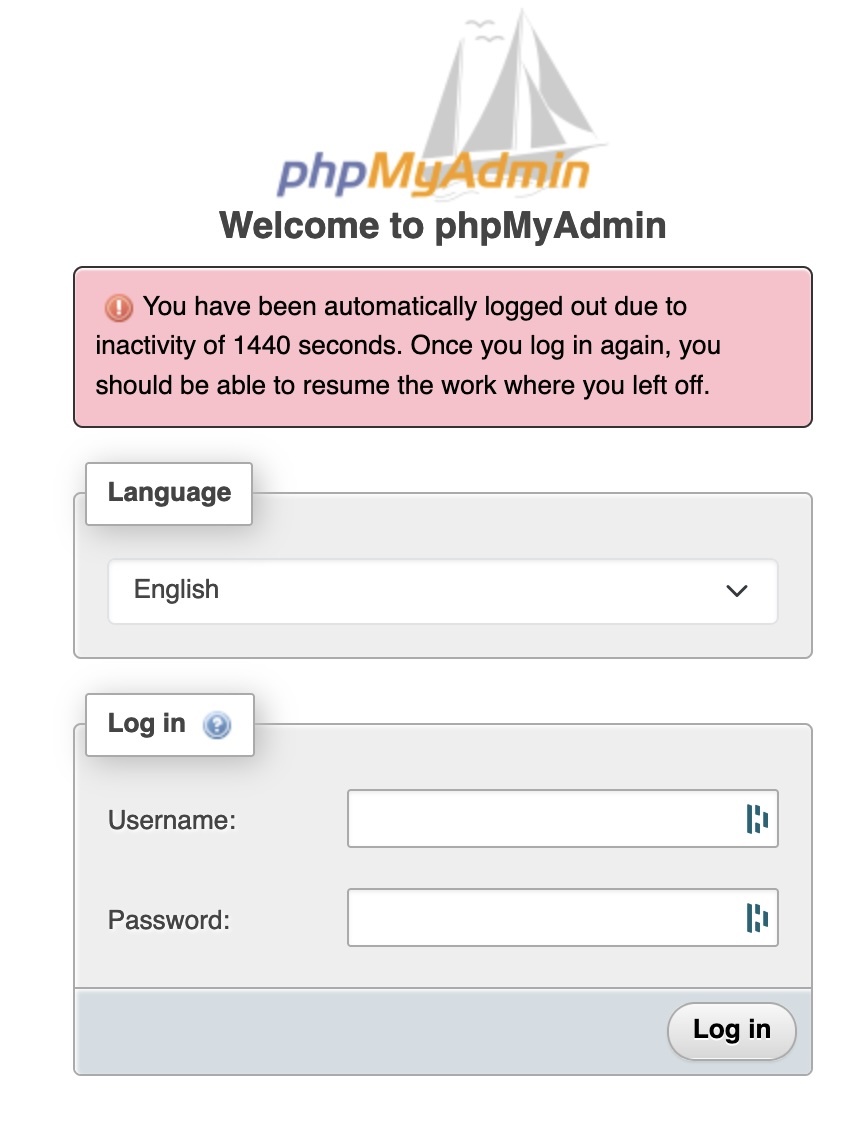 phpMyAdmin
Welcome to phpMyAdmin
You have been automatically logged out due to
inactivity of 1440 seconds. Once you log in again, you
should be able to resume the work where you left off.
Language
English
Log in
Username:
Password:
Log in